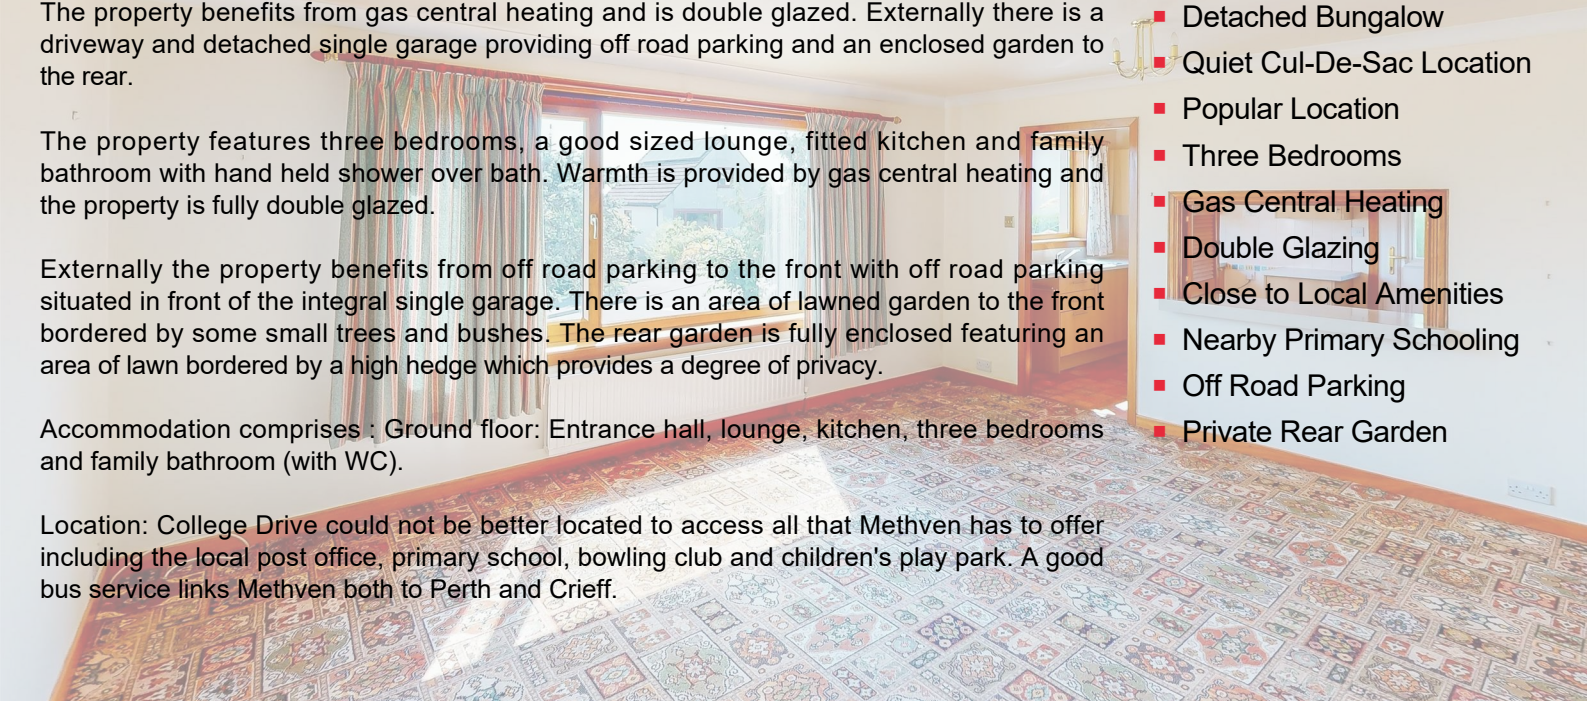 The property benefits from gas central heating and is double glazed. Externally there is a
driveway and detached single garage providing off road parking and an enclosed garden to
the rear.
The property features three bedrooms, a good sized lounge, fitted kitchen and family
bathroom with hand held shower over bath. Warmth is provided by gas central heating and
the property is fully double glazed.
Externally the property benefits from off road parking to the front with off road parking
situated in front of the integral single garage. There is an area of lawned garden to the front
bordered by some small trees and bushes. The rear garden is fully enclosed featuring an
area of lawn bordered by a high hedge which provides a degree of privacy.
Accommodation comprises : Ground floor: Entrance hall, lounge, kitchen, three bedrooms
and family bathroom (with WC).
Location: College Drive could not be better located to access all that Methven has to offer
including the local post office, primary school, bowling club and children's play park. A good
bus service links Methven both to Perth and Crieff.
Detached Bungalow
Quiet Cul-De-Sac Location
Popular Location
Three Bedrooms
Gas Central Heating
Double Glazing
Close to Local Amenities
Nearby Primary Schooling
Off Road Parking
Private Rear Garden